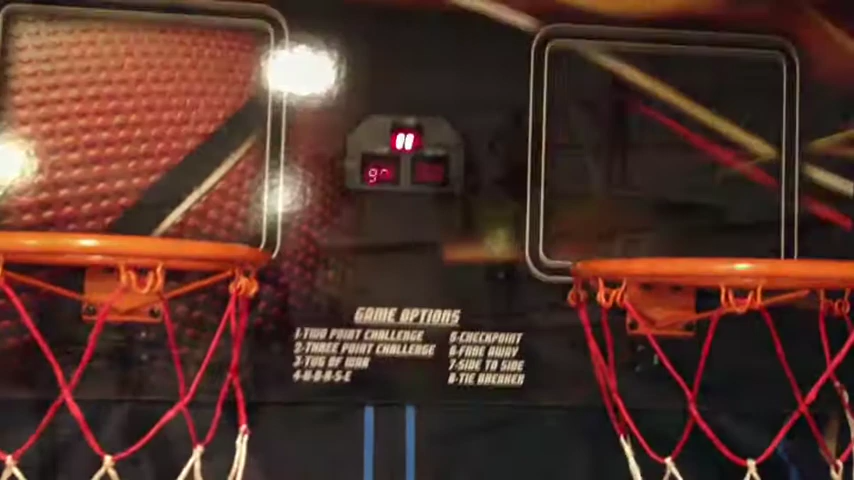 GAME OPTIONS
1-TWO POINT CHALLENGE
2-THREE POINT CHALLENGE
3-TUG OF WAR
4-H-O-R-S-E
5-CHECKPOINT
6-FADE AWAY
7-SIDE TO SIDE
8-TIE BREAKER